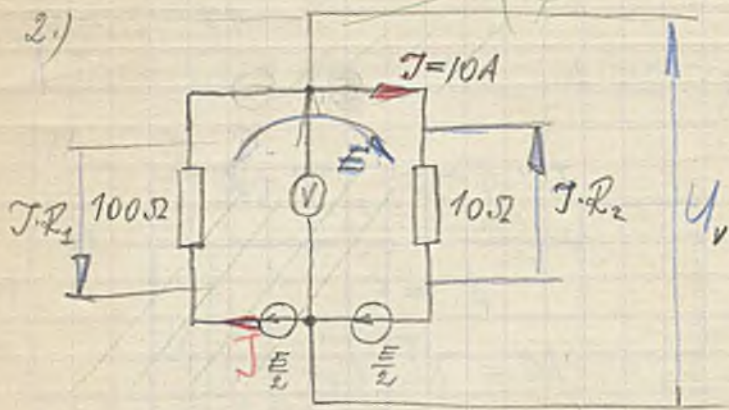 2.)
J=10A
E
V
J·R₁ 100Ω
10Ω J·R₂
Uᵥ
J E/2
E/2